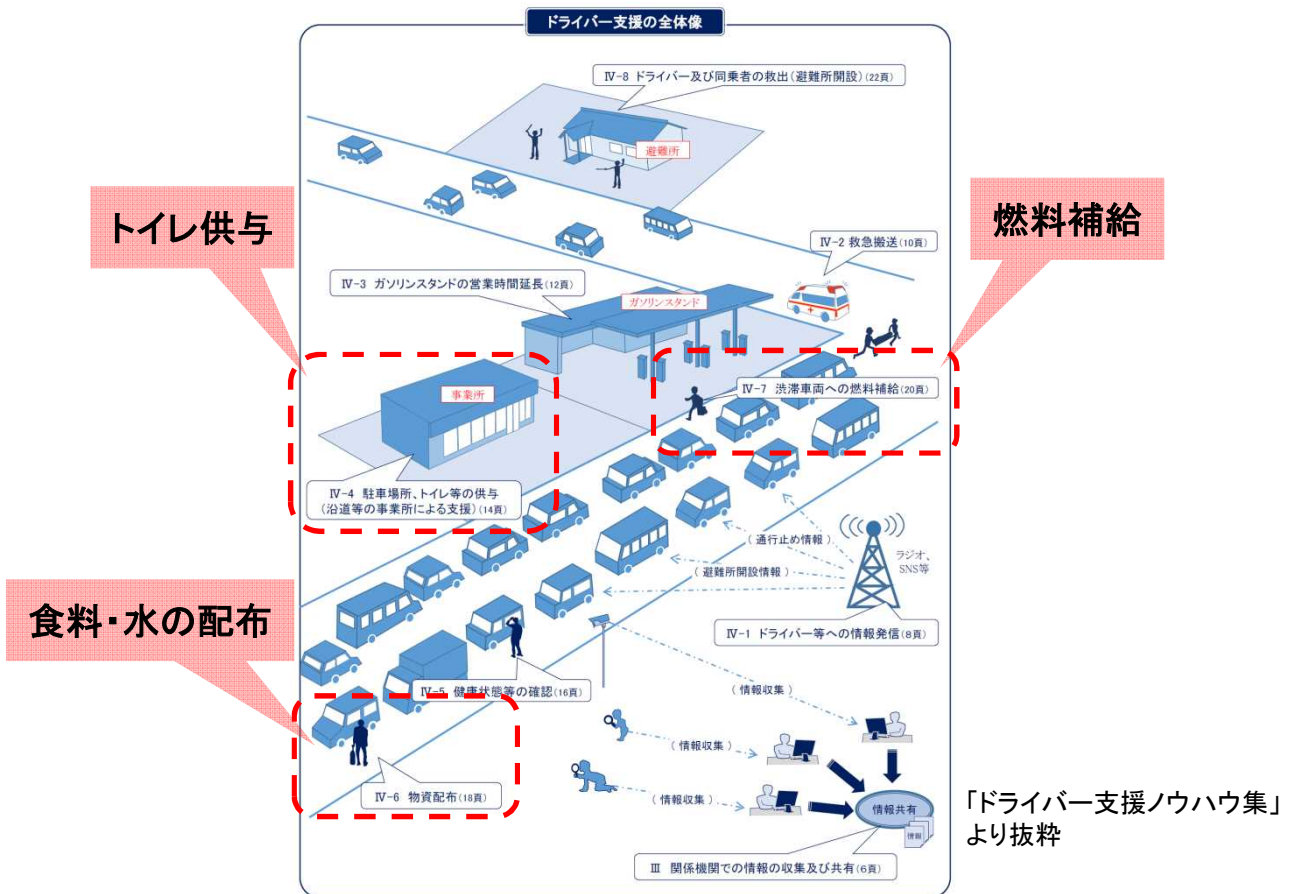 ドライバー支援の全体像
Ⅳ-8 ドライバー及び同乗者の救出(避難所開設)(22頁)
避難所
トイレ供与
燃料補給
Ⅳ-2 救急搬送(10頁)
Ⅳ-3 ガソリンスタンドの営業時間延長(12頁)
ガソリンスタンド
Ⅳ-7 渋滞車両への燃料補給(20頁)
事業所
Ⅳ-4 駐車場所、トイレ等の供与
(沿道等の事業所による支援)(14頁)
(通行止め情報)
ラジオ、
SNS等
(避難所開設情報)
食料・水の配布
Ⅳ-1 ドライバー等への情報発信(8頁)
Ⅳ-5 健康状態等の確認(16頁)
(情報収集)
(情報収集)
Ⅳ-6 物資配布(18頁)
(情報収集)
情報共有
情報
「ドライバー支援ノウハウ集」
より抜粋
Ⅲ 関係機関での情報の収集及び共有(6頁)